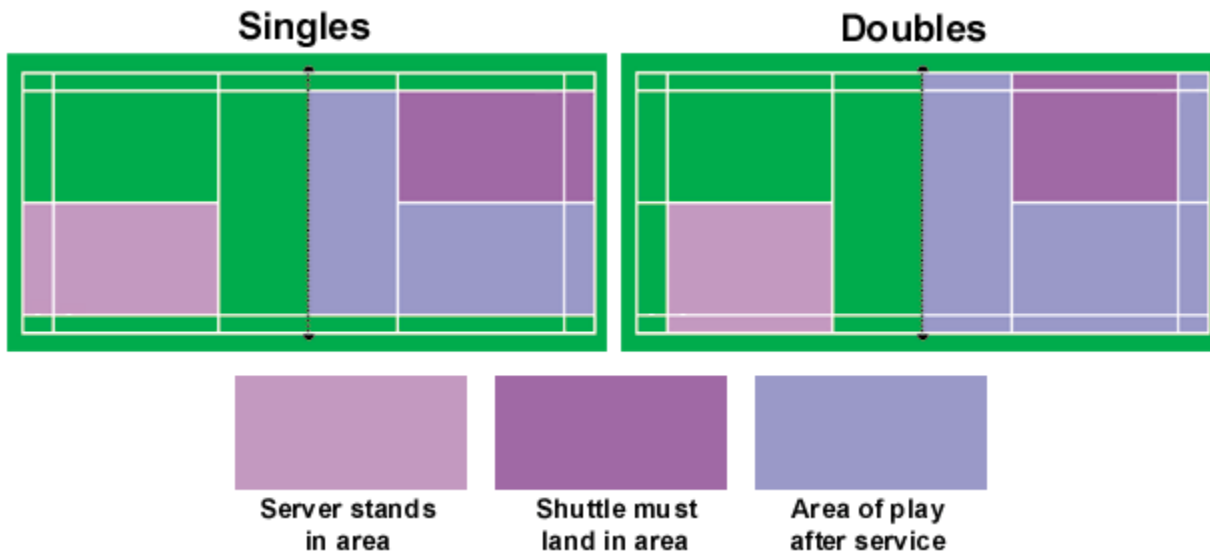 Singles
Doubles
Server stands
in area
Shuttle must
land in area
Area of play
after service